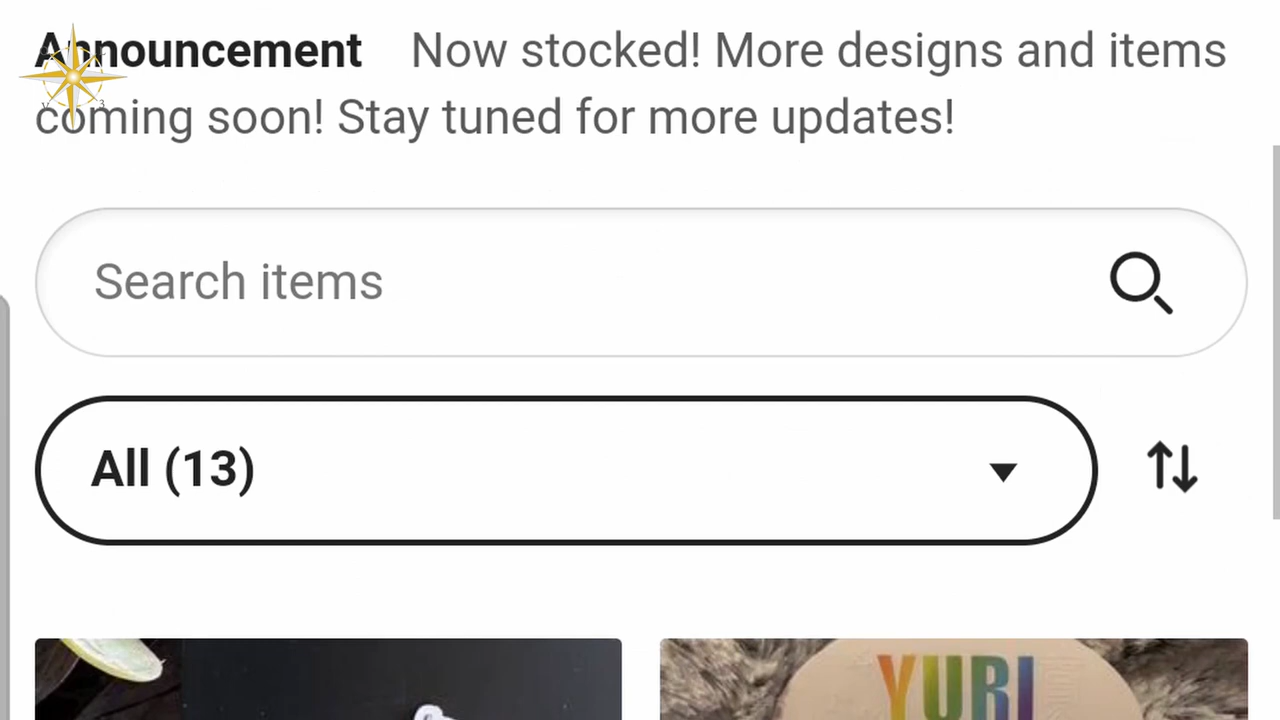 Announcement Now stocked! More designs and items
coming soon! Stay tuned for more updates!
Search items
All (13)
YURI